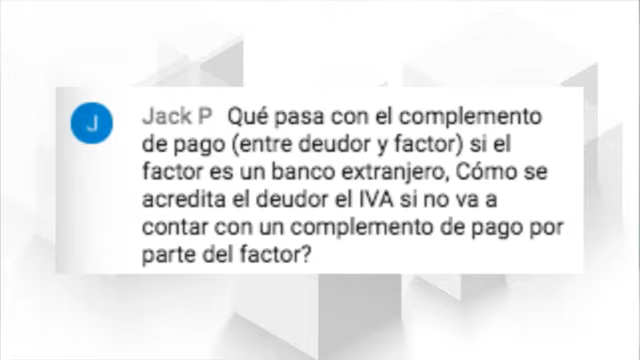 J
Jack P Qué pasa con el complemento
de pago (entre deudor y factor) si el
factor es un banco extranjero, Cómo se
acredita el deudor el IVA si no va a
contar con un complemento de pago por
parte del factor?